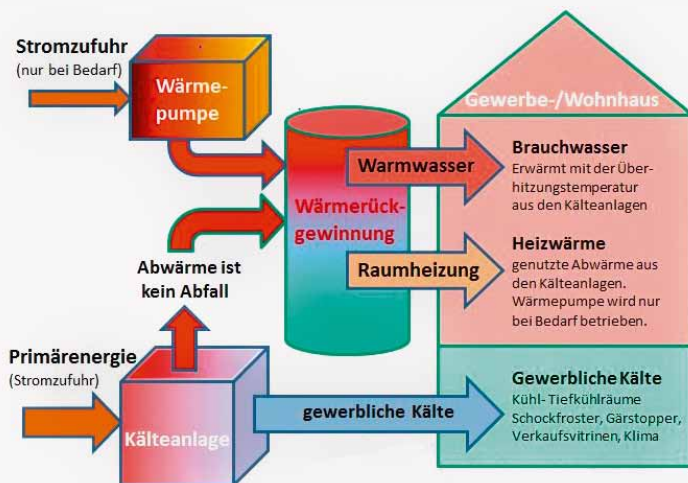 Stromzufuhr
(nur bei Bedarf)
Wärme-
pumpe
Gewerbe-/Wohnhaus
Warmwasser
Brauchwasser
Erwärmt mit der Über-
hitzungstemperatur
aus den Kälteanlagen
Wärmerück-
gewinnung
Abwärme ist
kein Abfall
Raumheizung
Heizwärme
genutzte Abwärme aus
den Kälteanlagen.
Wärmepumpe wird nur
bei Bedarf betrieben.
Primärenergie
(Stromzufuhr)
Kälteanlage
gewerbliche Kälte
Gewerbliche Kälte
Kühl- Tiefkühlräume
Schockfroster, Gärstopper,
Verkaufsvitrinen, Klima